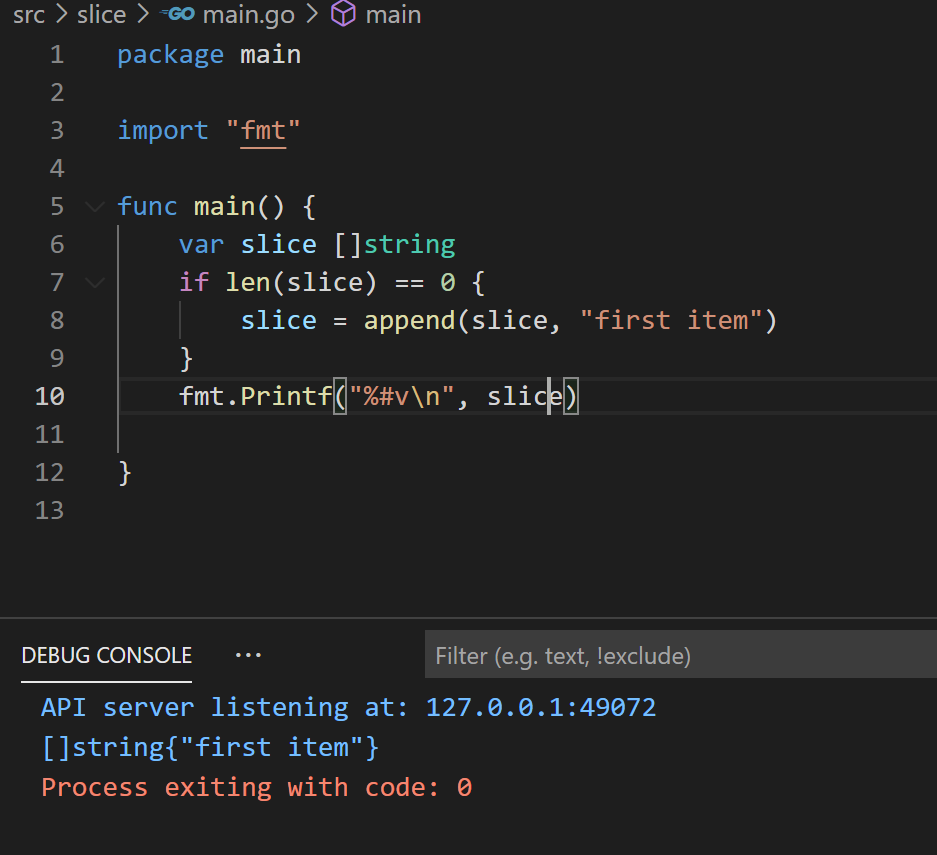 src > slice > GO main.go > main
1 package main
2
3 import "fmt"
4
5 func main() {
6     var slice []string
7     if len(slice) == 0 {
8         slice = append(slice, "first item")
9     }
10     fmt.Printf("%#v\n", slice)
11
12 }
13
DEBUG CONSOLE ··· Filter (e.g. text, !exclude)
API server listening at: 127.0.0.1:49072
[]string{"first item"}
Process exiting with code: 0